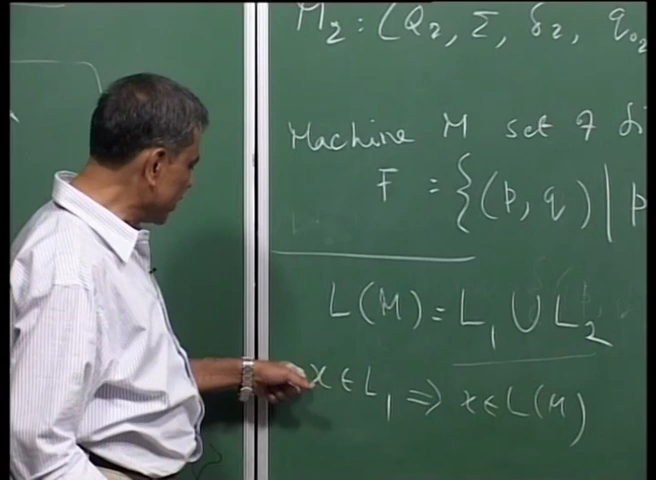 M₂ : (Q₂, Σ, δ₂, q₀₂
Machine M set of
F = {(p, q) | p
L(M) = L₁ ∪ L₂
x ∈ L₁ ⇒ x ∈ L(M)